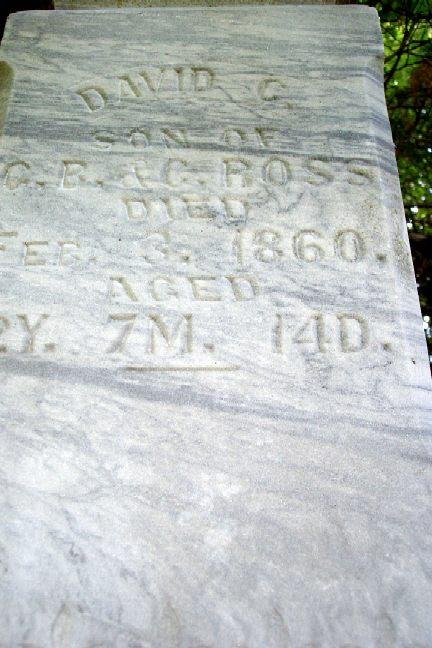 DAVID C.
SON OF
C. B. & C. ROSS
DIED
FEB. 3. 1860.
AGED
2Y. 7M. 14D.